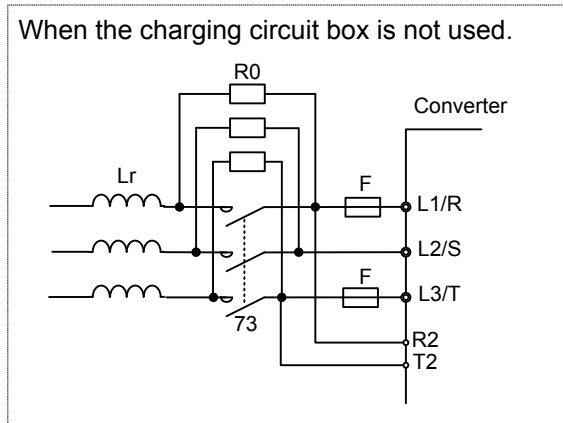 When the charging circuit box is not used.
R0
Converter
Lr
F
L1/R
L2/S
F
L3/T
73
R2
T2